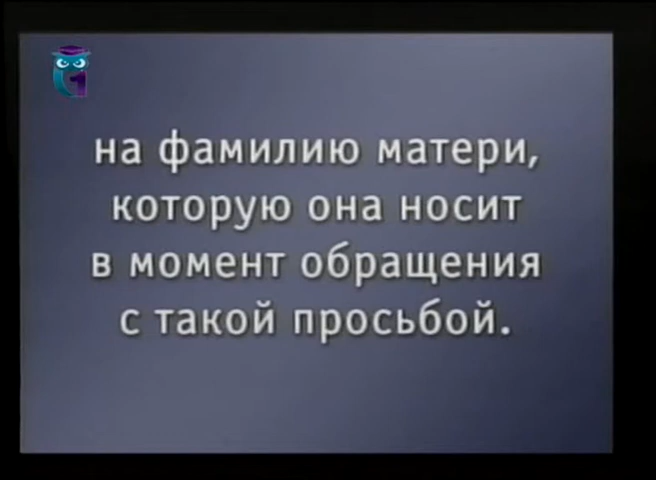 на фамилию матери,
которую она носит
в момент обращения
с такой просьбой.